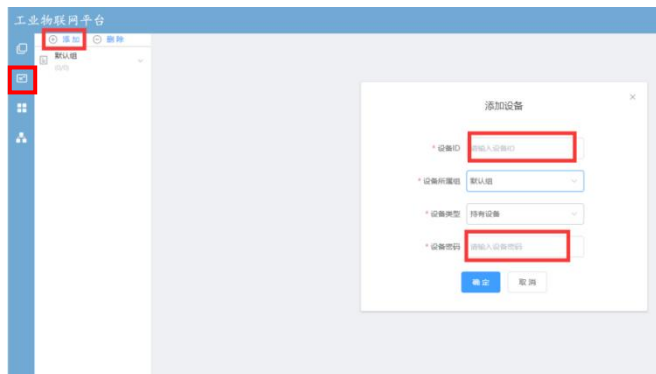 工业物联网平台
添加 删除
默认组
添加设备
* 设备ID 请输入设备ID
* 设备所属组 默认组
* 设备类型 持有设备
* 设备密码 请输入设备密码
确定 取消